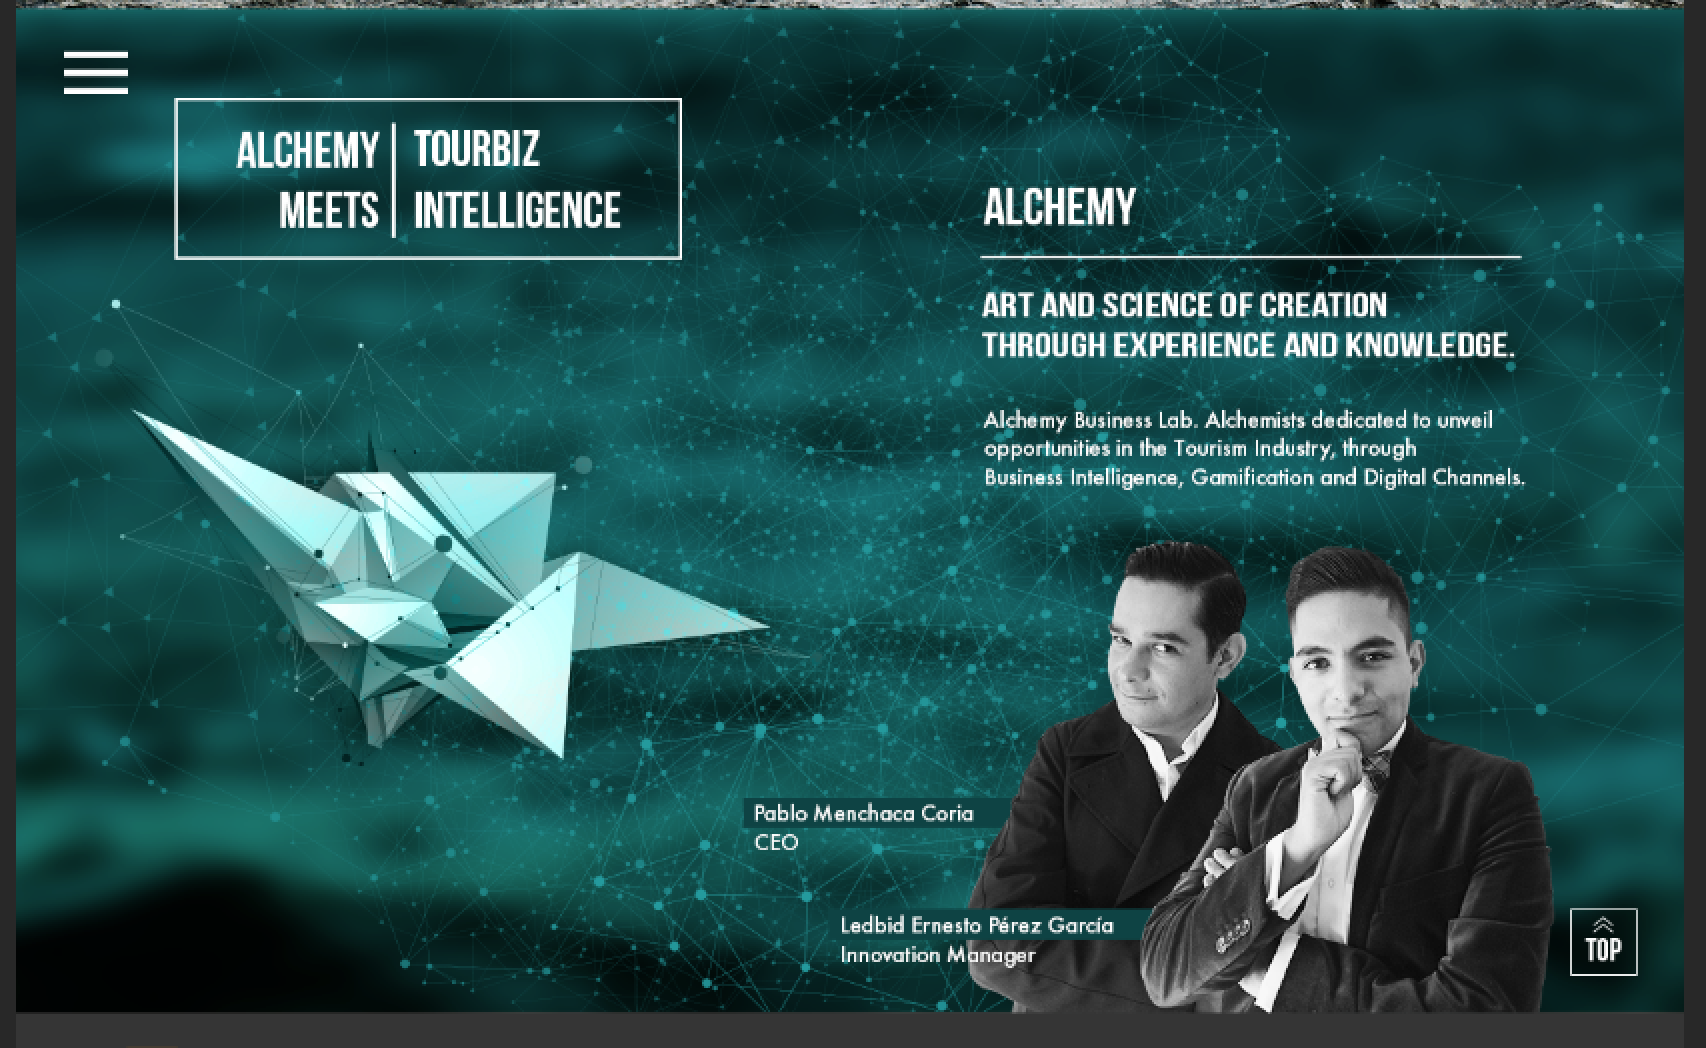 ALCHEMY
MEETS
TOURBIZ
INTELLIGENCE
ALCHEMY
ART AND SCIENCE OF CREATION
THROUGH EXPERIENCE AND KNOWLEDGE.
Alchemy Business Lab. Alchemists dedicated to unveil
opportunities in the Tourism Industry, through
Business Intelligence, Gamification and Digital Channels.
Pablo Menchaca Coria
CEO
Ledbid Ernesto Pérez García
Innovation Manager
TOP